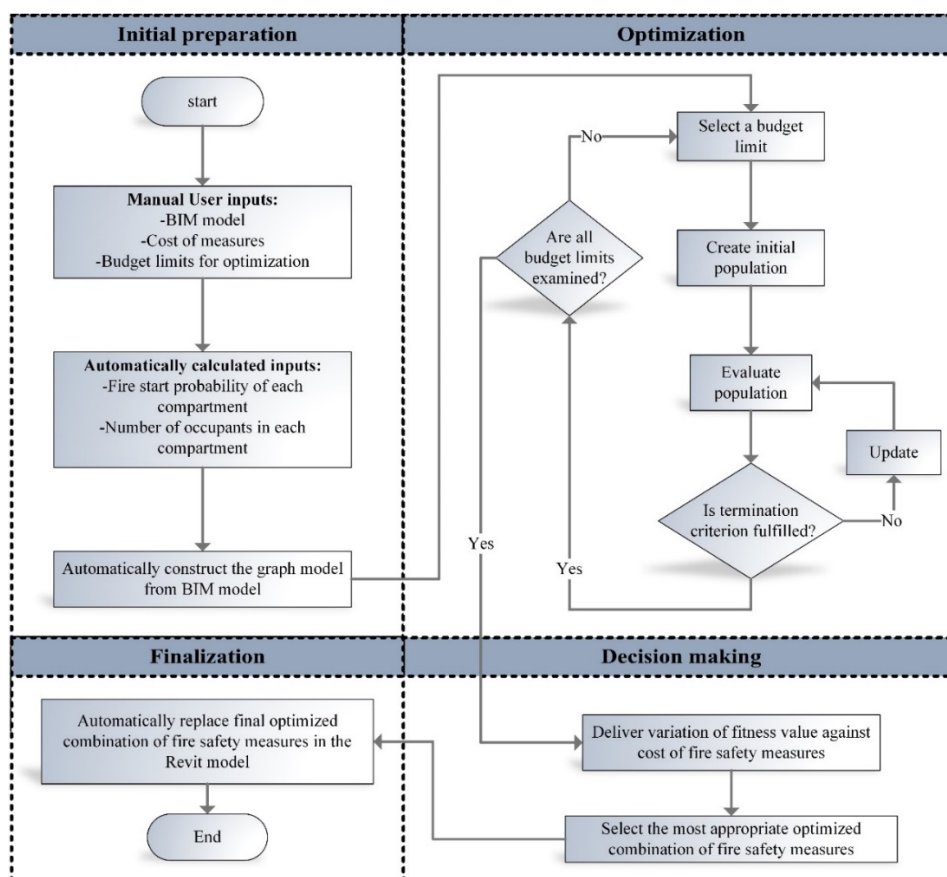 Initial preparation
start
Manual User inputs:
-BIM model
-Cost of measures
-Budget limits for optimization
Automatically calculated inputs:
-Fire start probability of each
compartment
-Number of occupants in each
compartment
Automatically construct the graph model
from BIM model
Optimization
Select a budget
limit
No
Are all
budget limits
examined?
Create initial
population
Evaluate
population
Update
Is termination
criterion fulfilled?
No
Yes
Yes
Decision making
Deliver variation of fitness value against
cost of fire safety measures
Select the most appropriate optimized
combination of fire safety measures
Finalization
Automatically replace final optimized
combination of fire safety measures in the
Revit model
End